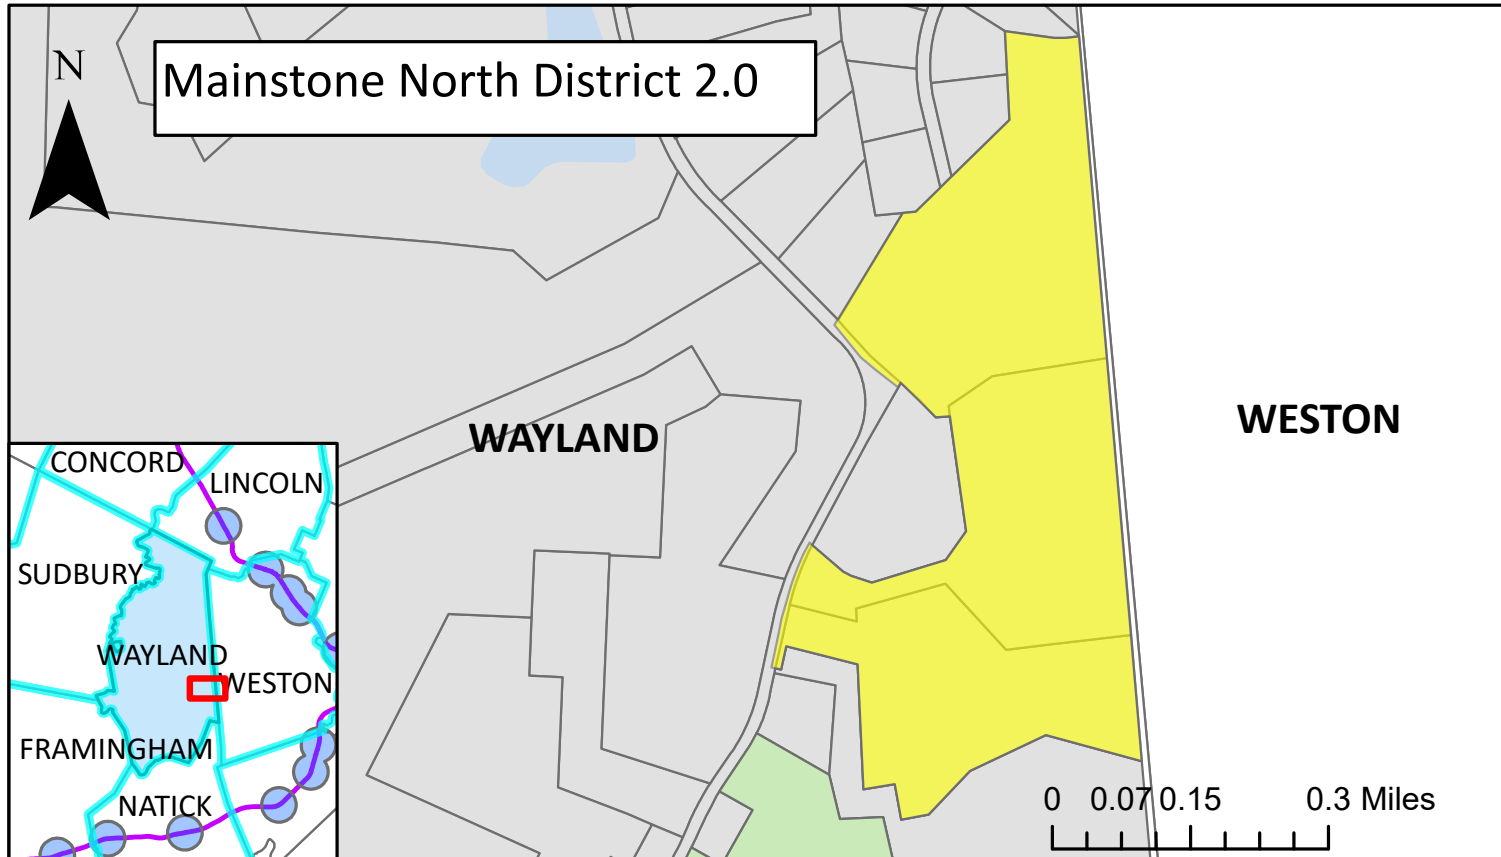 N
Mainstone North District 2.0
WAYLAND
WESTON
CONCORD
LINCOLN
SUDBURY
WAYLAND
WESTON
FRAMINGHAM
NATICK
0 0.07 0.15 0.3 Miles